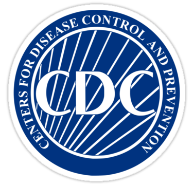 CENTERS FOR DISEASE CONTROL AND PREVENTION
CDC